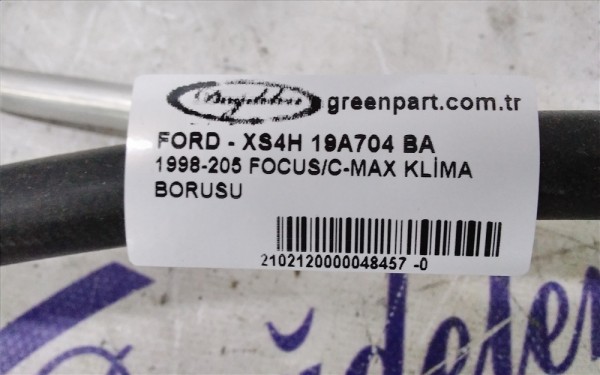 greenpart.com.tr
FORD - XS4H 19A704 BA
1998-205 FOCUS/C-MAX KLİMA
BORUSU
2102120000048457 -0